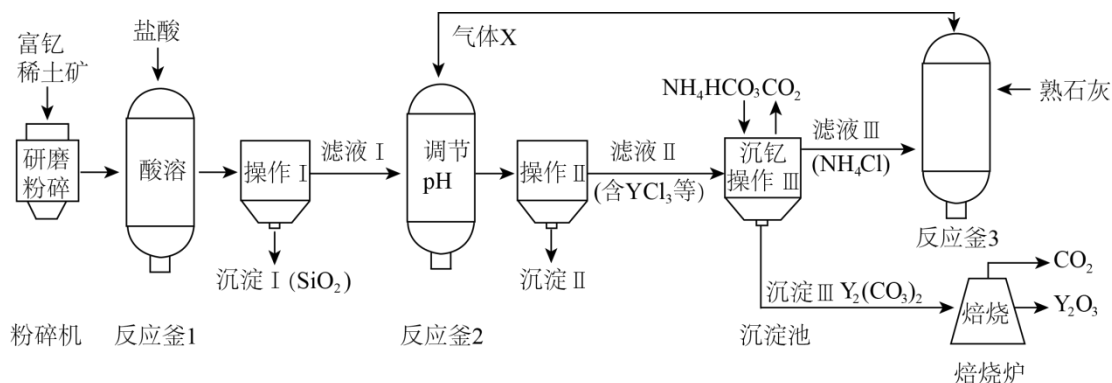 富钇
稀土矿
研磨
粉碎
粉碎机
盐酸
酸溶
反应釜1
操作Ⅰ
沉淀Ⅰ(SiO₂)
滤液Ⅰ
气体X
调节
pH
反应釜2
操作Ⅱ
沉淀Ⅱ
滤液Ⅱ
(含YCl₃等)
NH₄HCO₃CO₂
沉钇
操作 Ⅲ
滤液Ⅲ
(NH₄Cl)
熟石灰
反应釜3
沉淀Ⅲ Y₂(CO₃)₂
沉淀池
焙烧
CO₂
Y₂O₃
焙烧炉